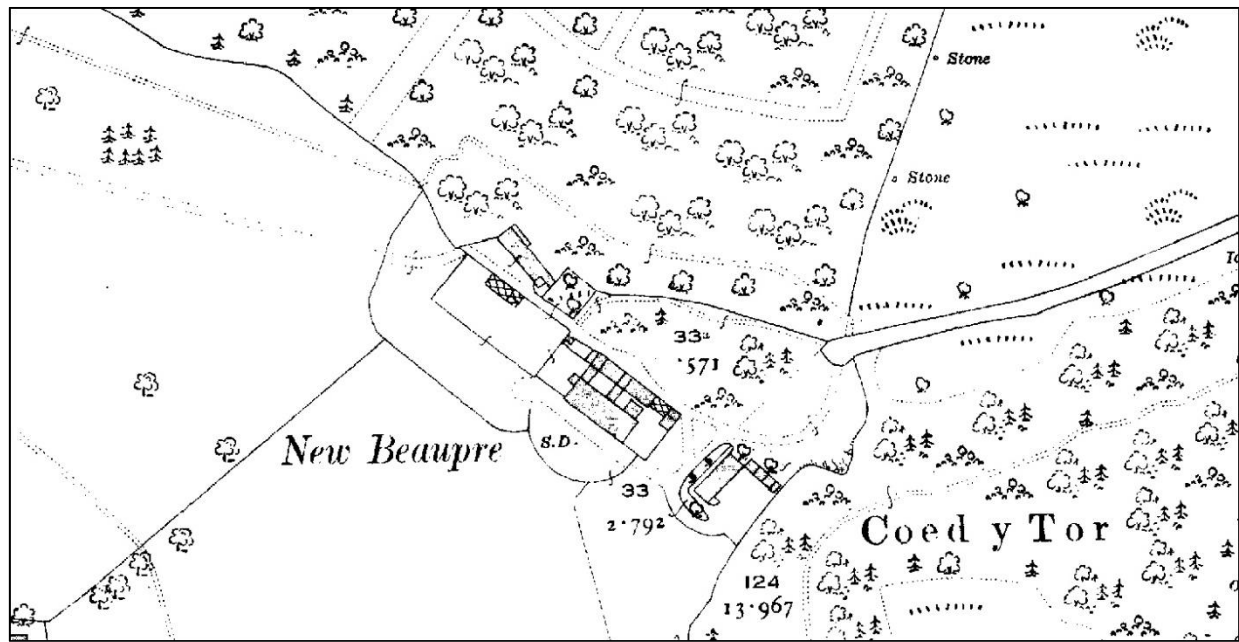 Stone
Stone
33a
·571
New Beaupre
S.D.
33
2·792
Coed y Tor
124
13·967